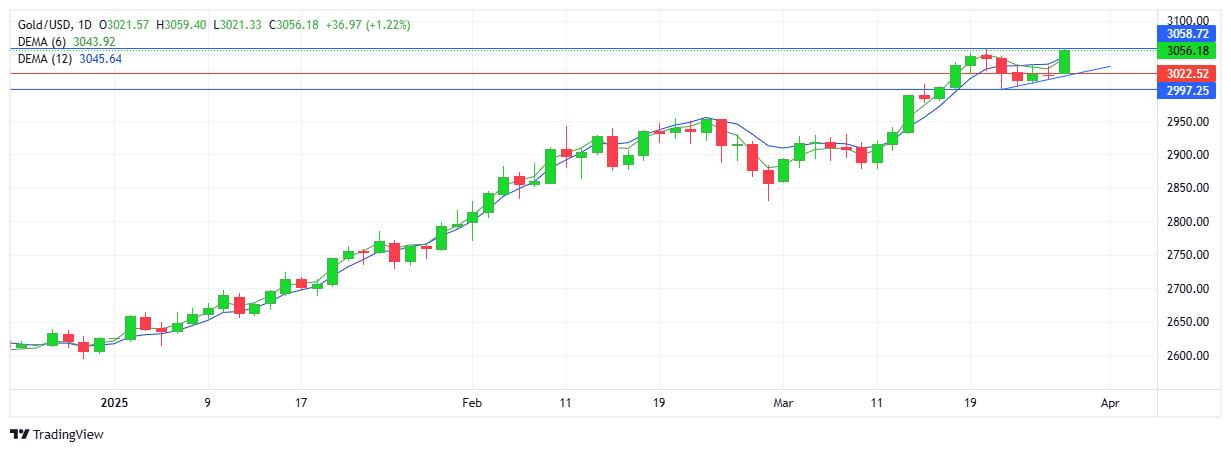 Gold/USD, 1D O3021.57 H3059.40 L3021.33 C3056.18 +36.97 (+1.22%)
DEMA (6) 3043.92
DEMA (12) 3045.64
3100.00
3058.72
3056.18
3022.52
2997.25
2950.00
2900.00
2850.00
2800.00
2750.00
2700.00
2650.00
2600.00
2025 9 17 Feb 11 19 Mar 11 19 Apr
TradingView